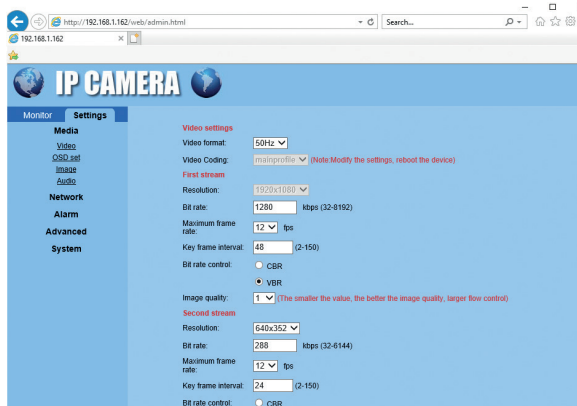 http://192.168.1.162/web/admin.html
Search...
192.168.1.162
IP CAMERA
Monitor Settings
Media
Video
OSD set
Image
Audio
Network
Alarm
Advanced
System
Video settings
Video format: 50Hz
Video Coding: mainprofile (Note:Modify the settings, reboot the device)
First stream
Resolution: 1920x1080
Bit rate: 1280 kbps (32-8192)
Maximum frame
rate: 12 fps
Key frame interval: 48 (2-150)
Bit rate control: CBR
VBR
Image quality: 1 (The smaller the value, the better the image quality, larger flow control)
Second stream
Resolution: 640x352
Bit rate: 288 kbps (32-6144)
Maximum frame
rate: 12 fps
Key frame interval: 24 (2-150)
Bit rate control: CBR